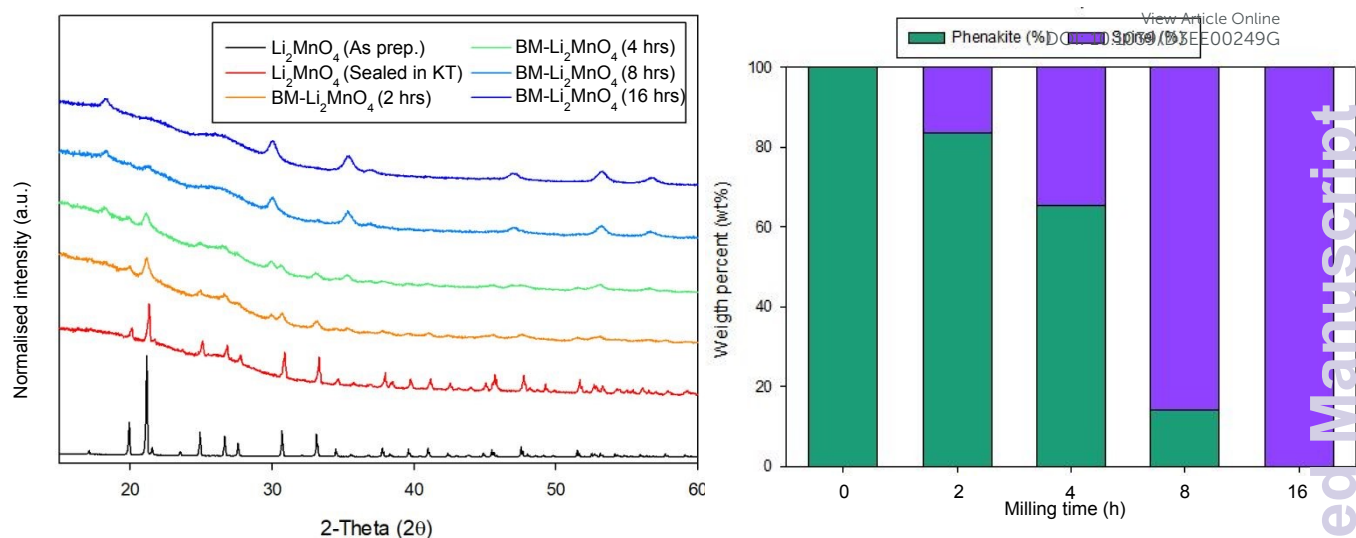 Li₂MnO₄ (As prep.)
Li₂MnO₄ (Sealed in KT)
BM-Li₂MnO₄ (2 hrs)
BM-Li₂MnO₄ (4 hrs)
BM-Li₂MnO₄ (8 hrs)
BM-Li₂MnO₄ (16 hrs)
Normalised intensity (a.u.)
20
30
40
50
60
2-Theta (2θ)
View Article Online
Phenakite (%)
100
80
60
40
20
0
Weigth percent (wt%)
0
2
4
8
16
Milling time (h)
ed Manuscript